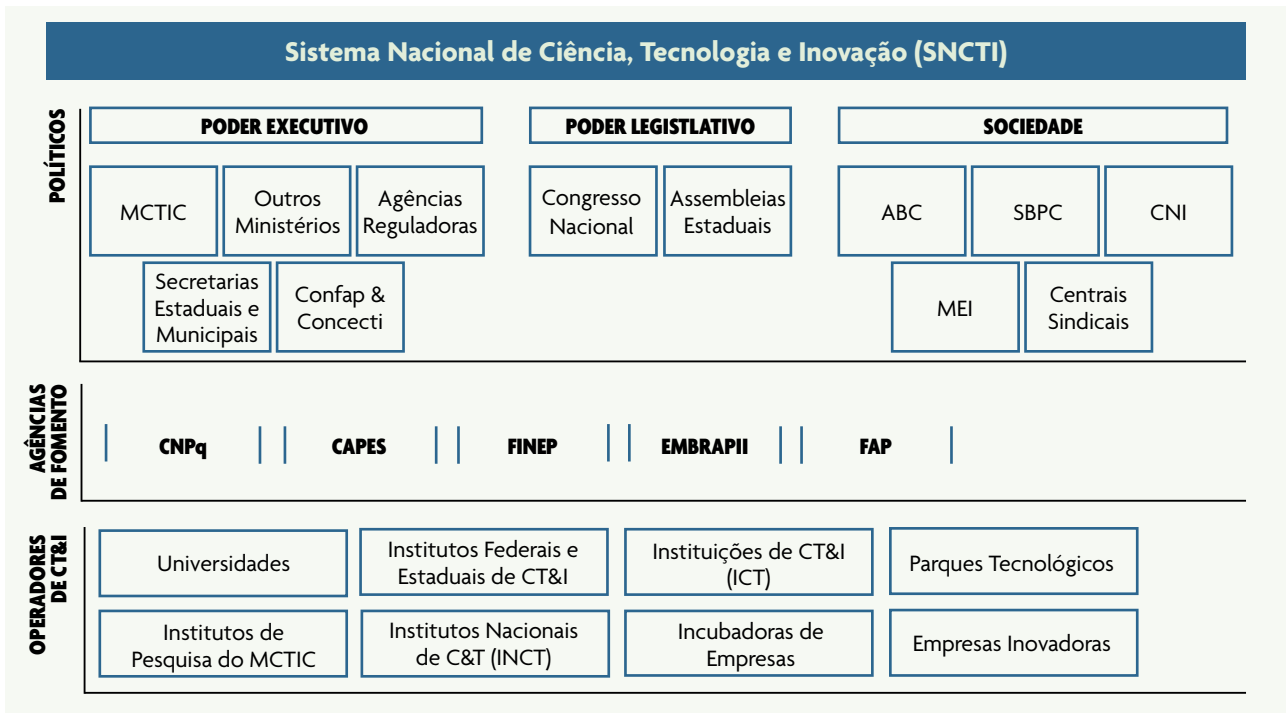 Sistema Nacional de Ciência, Tecnologia e Inovação (SNCTI)
POLÍTICOS
PODER EXECUTIVO
PODER LEGISTLATIVO
SOCIEDADE
MCTIC
Outros
Ministérios
Agências
Reguladoras
Congresso
Nacional
Assembleias
Estaduais
ABC
SBPC
CNI
Secretarias
Estaduais e
Municipais
Confap &
Concecti
MEI
Centrais
Sindicais
AGÊNCIAS
DE FOMENTO
CNPq
CAPES
FINEP
EMBRAPII
FAP
OPERADORES
DE CT&I
Universidades
Institutos Federais e
Estaduais de CT&I
Instituições de CT&I
(ICT)
Parques Tecnológicos
Institutos de
Pesquisa do MCTIC
Institutos Nacionais
de C&T (INCT)
Incubadoras de
Empresas
Empresas Inovadoras